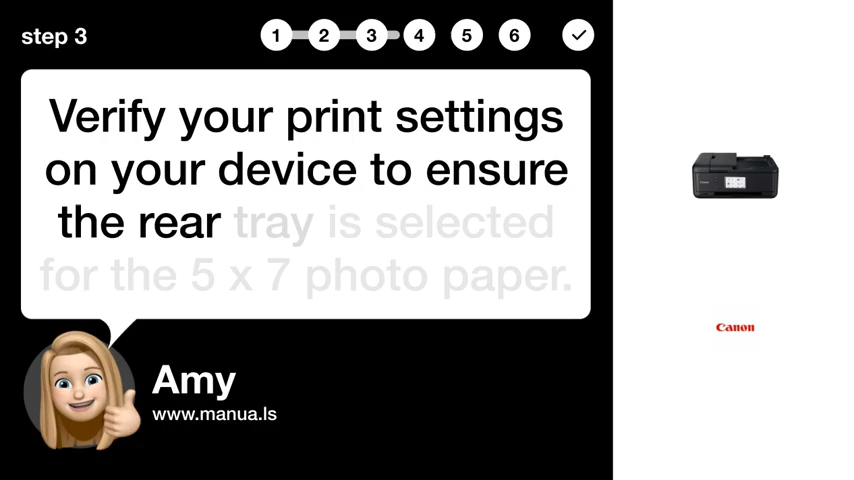 step 3
1 2 3 4 5 6
Verify your print settings
on your device to ensure
the rear tray is selected
for the 5 x 7 photo paper.
Amy
www.manua.ls
Canon